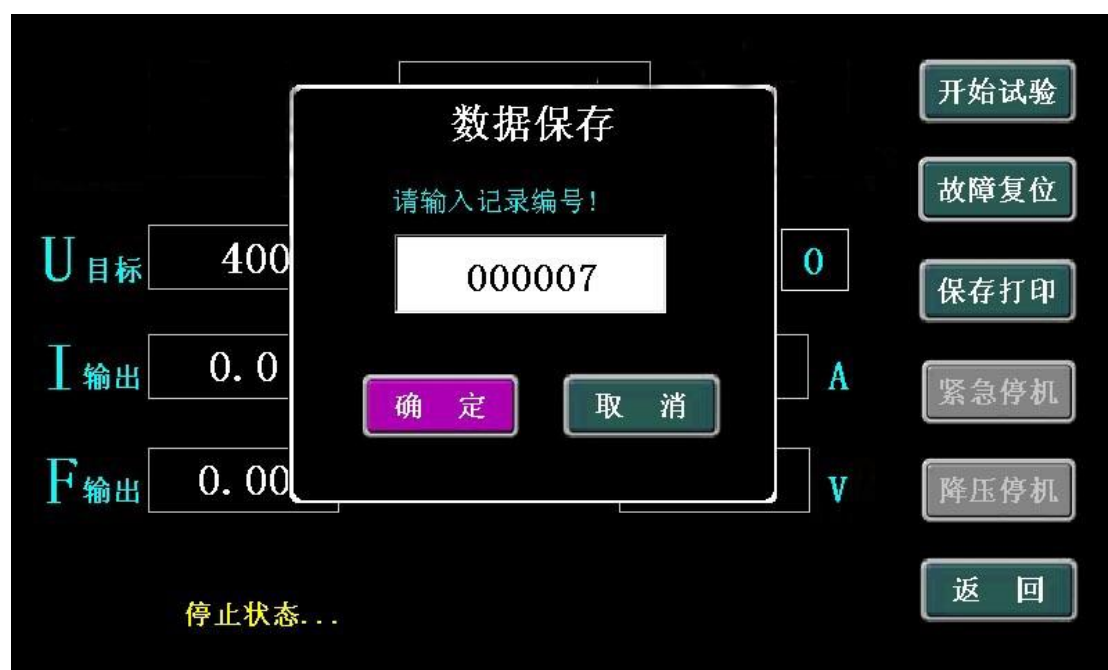 数据保存
请输入记录编号!
000007
确 定
取 消
U目标 400
0
I输出 0.0
A
F输出 0.00
V
停止状态...
开始试验
故障复位
保存打印
紧急停机
降压停机
返 回